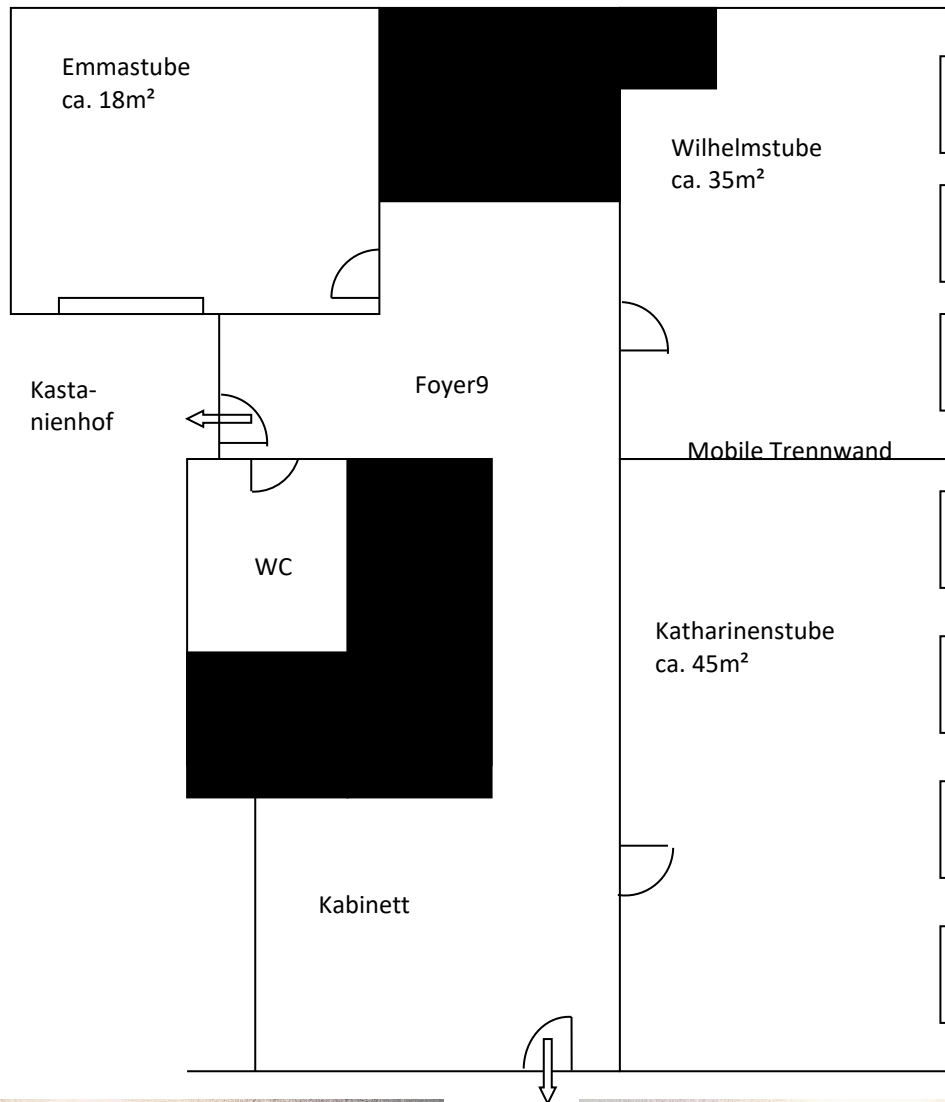 Emmastube
ca. 18m²
Wilhelmstube
ca. 35m²
Kasta-
nienhof
Foyer9
Mobile Trennwand
WC
Katharinenstube
ca. 45m²
Kabinett